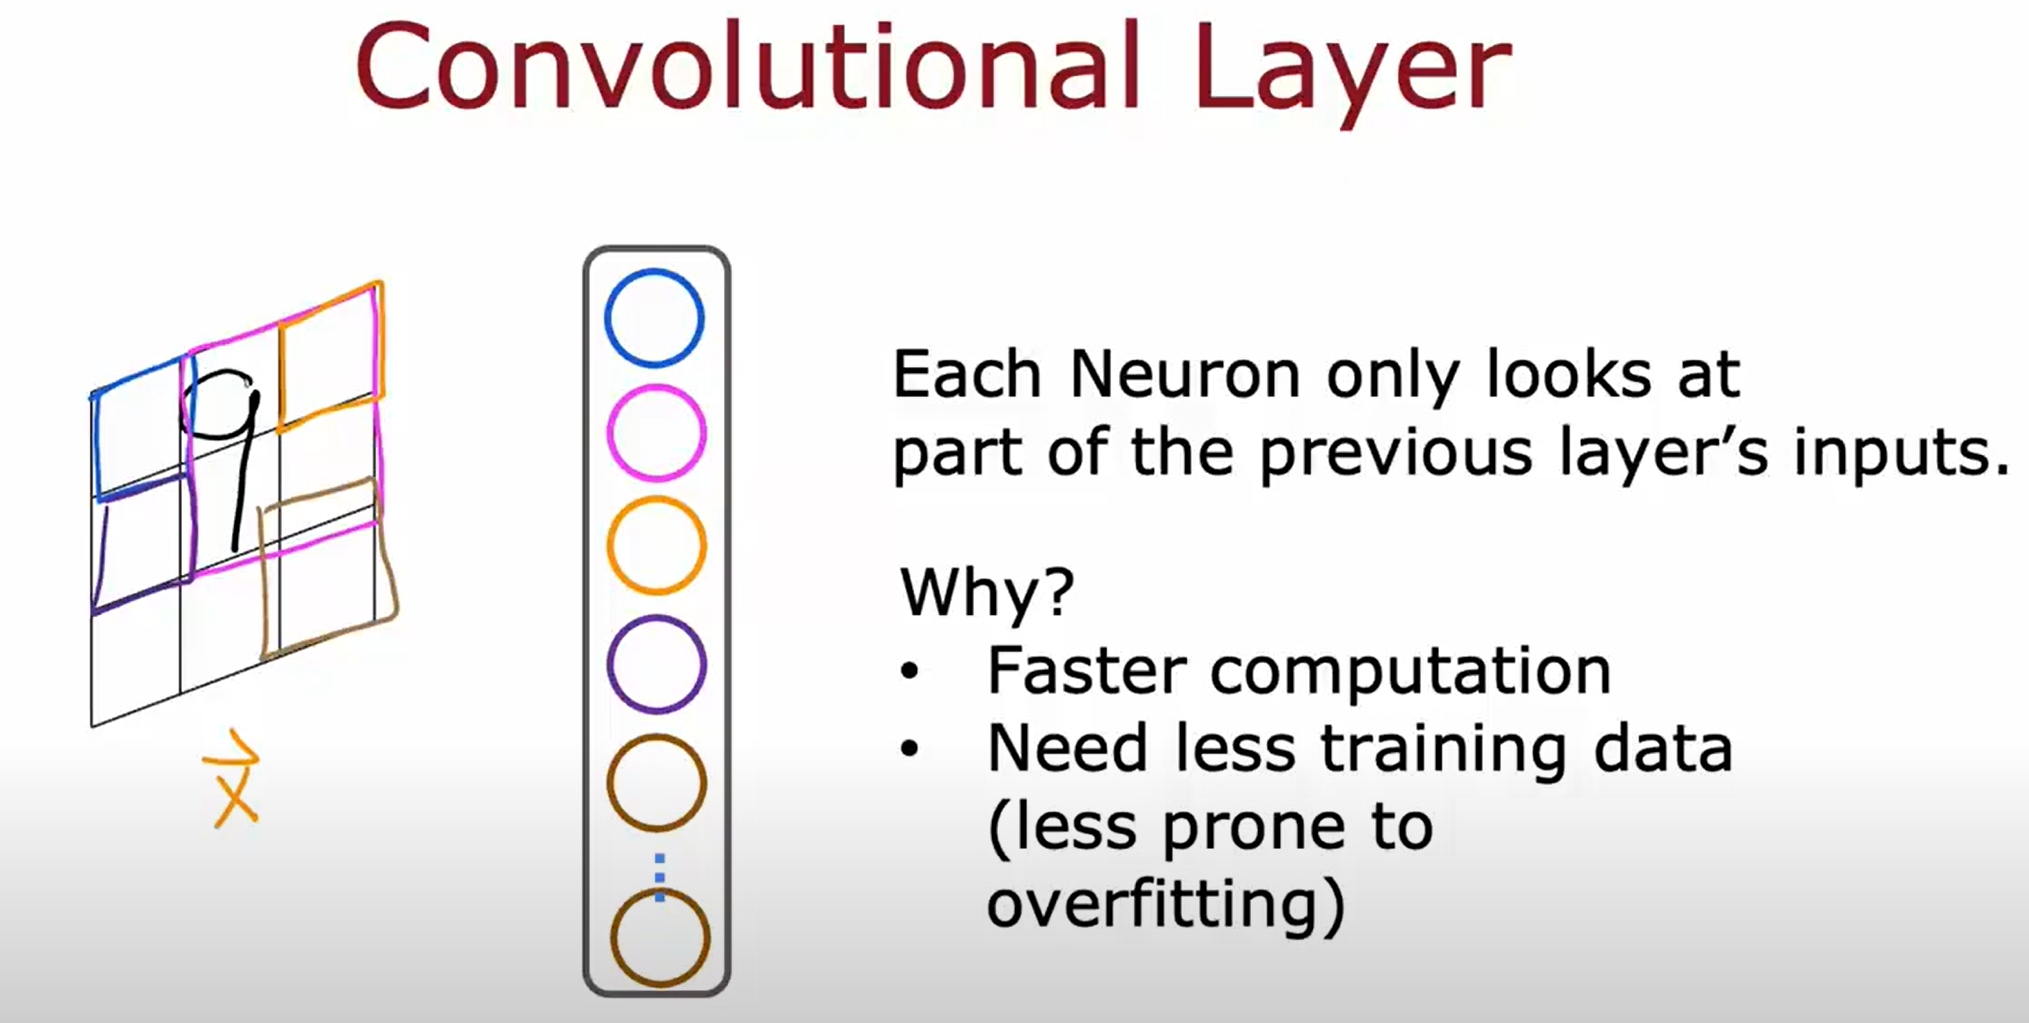 Convolutional Layer
9
x⃗
Each Neuron only looks at
part of the previous layer’s inputs.
Why?
• Faster computation
• Need less training data
(less prone to
overfitting)